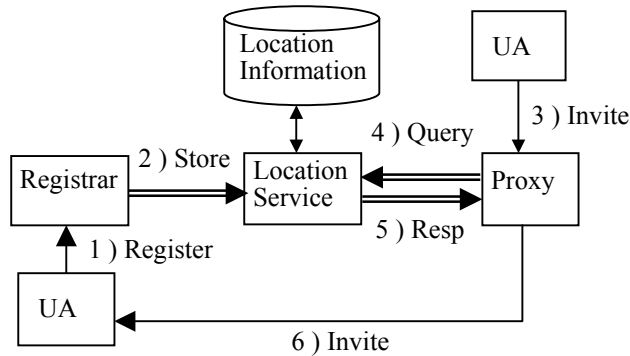 Location
Information
UA
3 ) Invite
4 ) Query
2 ) Store
Registrar
Location
Service
Proxy
5 ) Resp
1 ) Register
UA
6 ) Invite